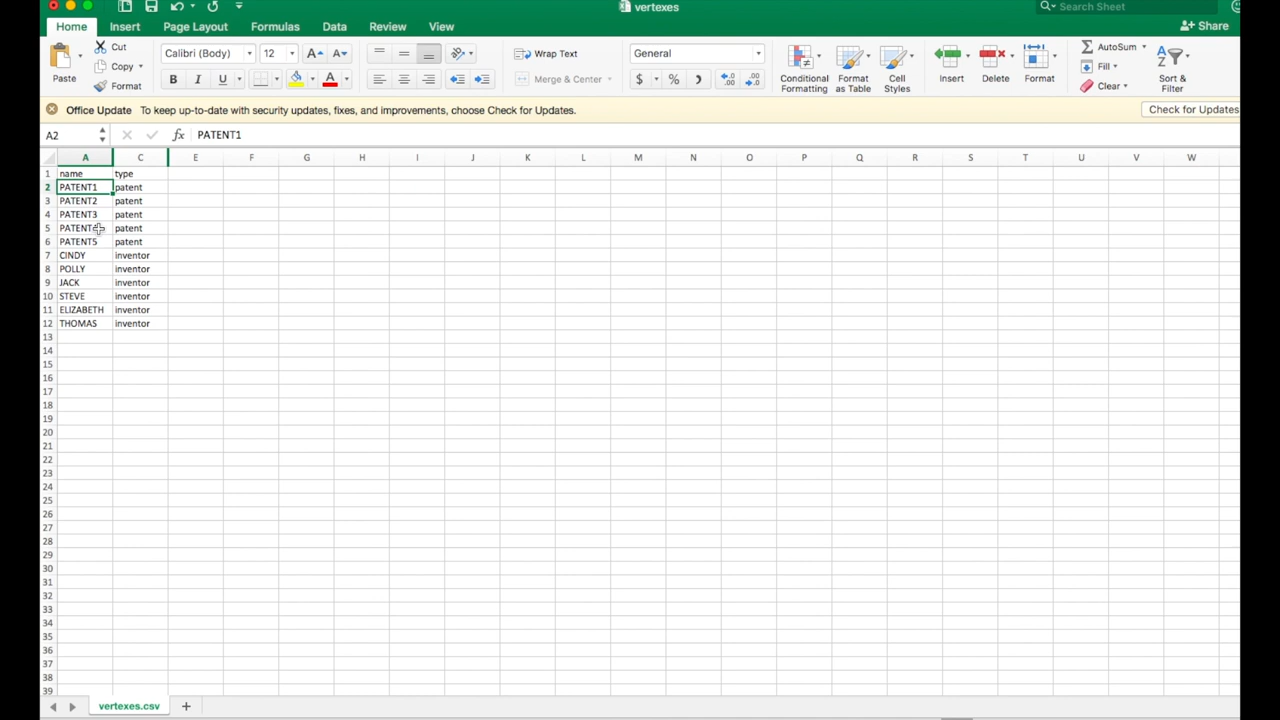 vertexes
Search Sheet
Home Insert Page Layout Formulas Data Review View Share
Paste Cut Copy Format
Calibri (Body) 12
B I U
Wrap Text
Merge & Center
General
$ %
Conditional Formatting
Format as Table
Cell Styles
Insert Delete Format
AutoSum
Fill
Clear
Sort & Filter
Office Update To keep up-to-date with security updates, fixes, and improvements, choose Check for Updates. Check for Updates
A2 fx PATENT1
A C E F G H I J K L M N O P Q R S T U V W
1 name type
2 PATENT1 patent
3 PATENT2 patent
4 PATENT3 patent
5 patent
6 PATENT5 patent
7 CINDY inventor
8 POLLY inventor
9 JACK inventor
10 STEVE inventor
11 ELIZABETH inventor
12 THOMAS inventor
13
14
15
16
17
18
19
20
21
22
23
24
25
26
27
28
29
30
31
32
33
34
35
36
37
38
39
vertexes.csv